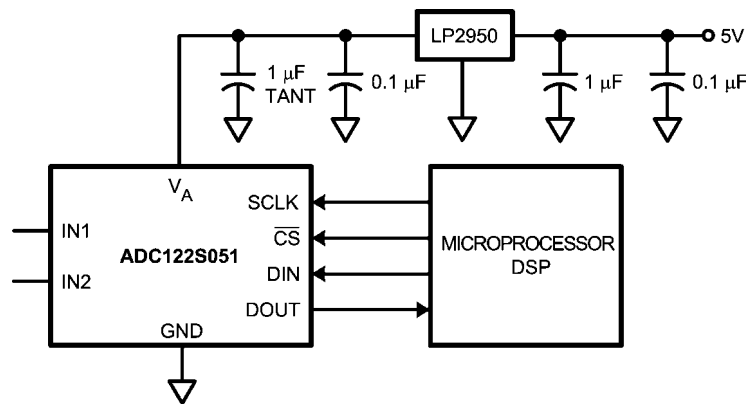 LP2950
5V
1 µF
TANT
0.1 µF
1 µF
0.1 µF
VA
SCLK
IN1
CS
MICROPROCESSOR
DSP
ADC122S051
IN2
DIN
DOUT
GND